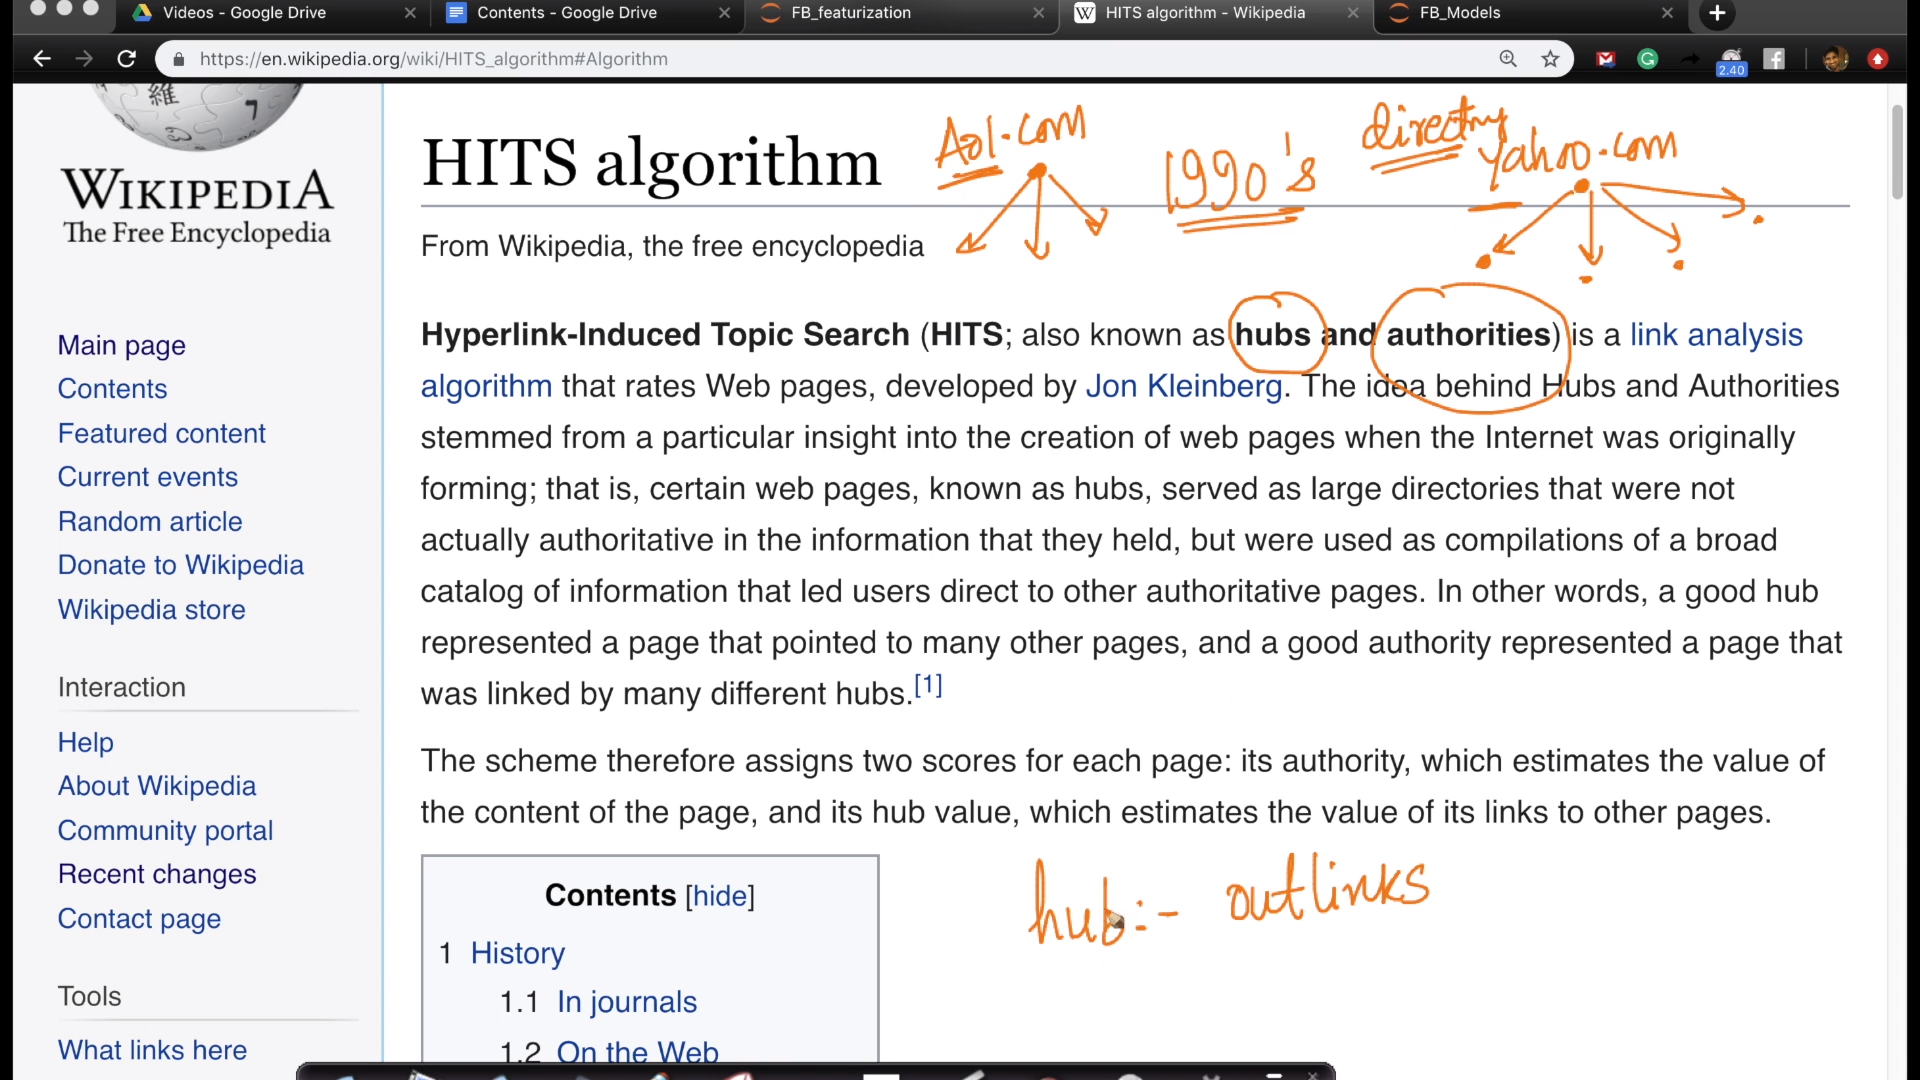 Videos - Google Drive
Contents - Google Drive
FB_featurization
HITS algorithm - Wikipedia
FB_Models
https://en.wikipedia.org/wiki/HITS_algorithm#Algorithm
2.40
維
7
WIKIPEDIA
The Free Encyclopedia
Main page
Contents
Featured content
Current events
Random article
Donate to Wikipedia
Wikipedia store
Interaction
Help
About Wikipedia
Community portal
Recent changes
Contact page
Tools
What links here
HITS algorithm
Aol.com
1990's
directry
yahoo.com
From Wikipedia, the free encyclopedia
Hyperlink-Induced Topic Search (HITS; also known as hubs and authorities) is a link analysis
algorithm that rates Web pages, developed by Jon Kleinberg. The idea behind Hubs and Authorities
stemmed from a particular insight into the creation of web pages when the Internet was originally
forming; that is, certain web pages, known as hubs, served as large directories that were not
actually authoritative in the information that they held, but were used as compilations of a broad
catalog of information that led users direct to other authoritative pages. In other words, a good hub
represented a page that pointed to many other pages, and a good authority represented a page that
was linked by many different hubs.[1]
The scheme therefore assigns two scores for each page: its authority, which estimates the value of
the content of the page, and its hub value, which estimates the value of its links to other pages.
Contents [hide]
1 History
1.1 In journals
1.2 On the Web
hub:- outlinks